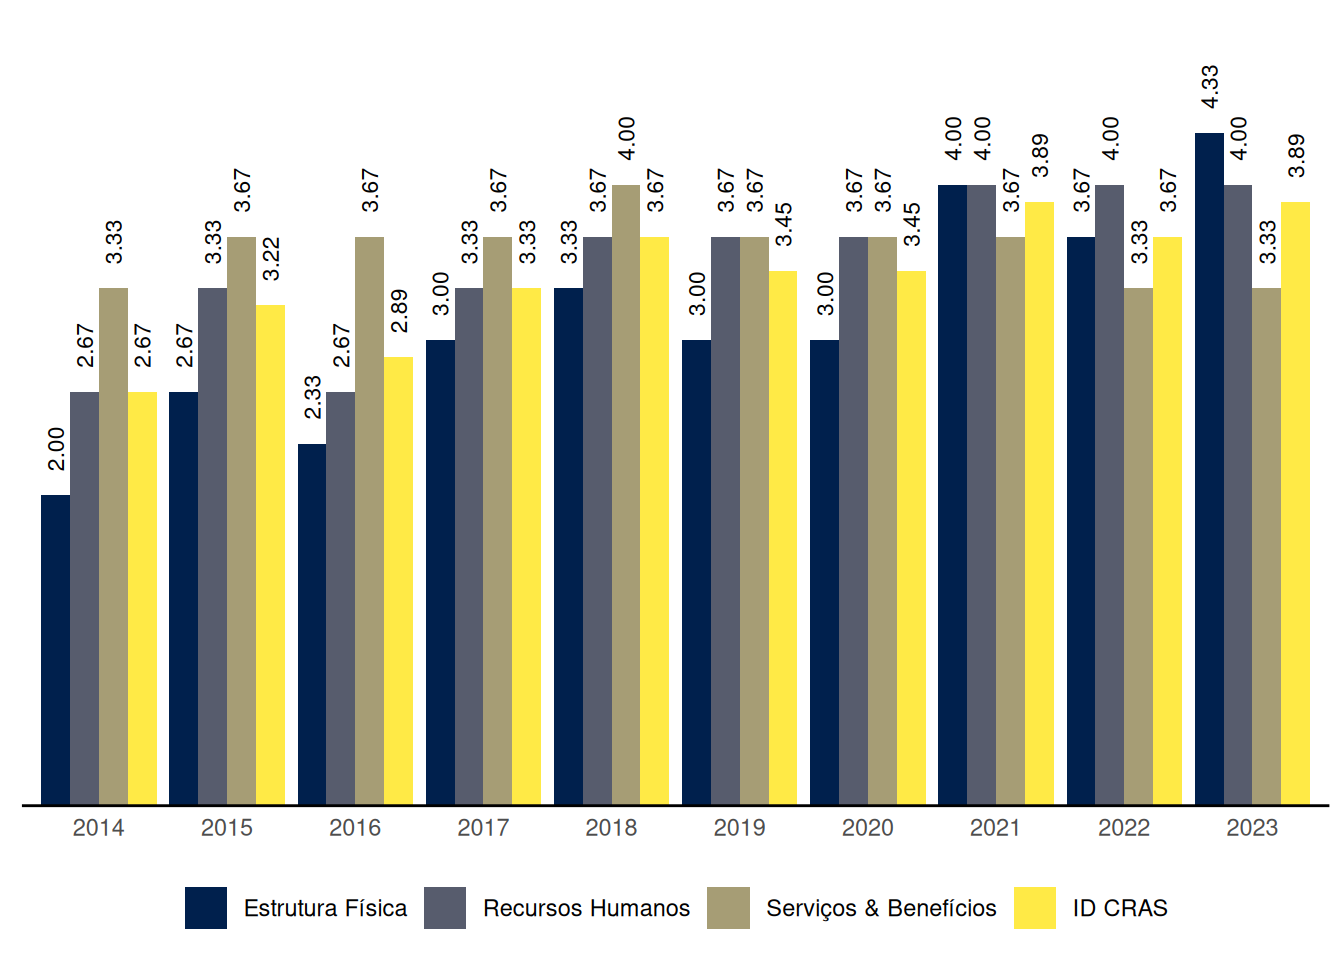 2.00 2.67 3.33 2.67
2.67 3.33 3.67 3.22
2.33 2.67 3.67 2.89
3.00 3.33 3.67 3.33
3.33 3.67 4.00 3.67
3.00 3.67 3.67 3.45
3.00 3.67 3.67 3.45
4.00 4.00 3.67 3.89
3.67 4.00 3.33 3.67
4.33 4.00 3.33 3.89
2014 2015 2016 2017 2018 2019 2020 2021 2022 2023
Estrutura Física Recursos Humanos Serviços & Benefícios ID CRAS